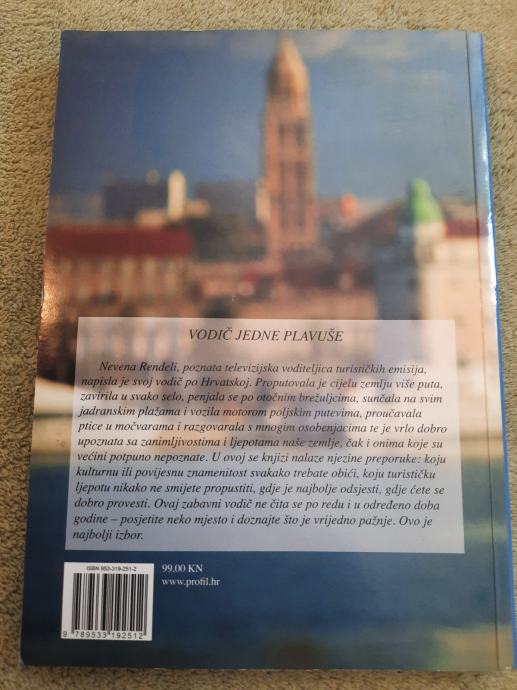 VODIČ JEDNE PLAVUŠE
Nevena Rendeli, poznata televizijska voditeljica turističkih emisija,
napisla je svoj vodič po Hrvatskoj. Proputovala je cijelu zemlju više puta,
zavirila u svako selo, penjala se po otočnim brežuljcima, sunčala na svim
jadranskim plažama i vozila motorom poljskim putevima, proučavala
ptice u močvarama i razgovarala s mnogim osobenjacima te je vrlo dobro
upoznata sa zanimljivostima i ljepotama naše zemlje, čak i onima koje su
većini potpuno nepoznate. U ovoj se knjizi nalaze njezine preporuke: koju
kulturnu ili povijesnu znamenitost svakako trebate obići, koju turističku
ljepotu nikako ne smijete propustiti, gdje je najbolje odsjesti, gdje ćete se
dobro provesti. Ovaj zabavni vodič ne čita se po redu i u određeno doba
godine – posjetite neko mjesto i doznajte što je vrijedno pažnje. Ovo je
najbolji izbor.
ISBN 953-319-251-2
99,00 KN
www.profil.hr
9 789533 192512